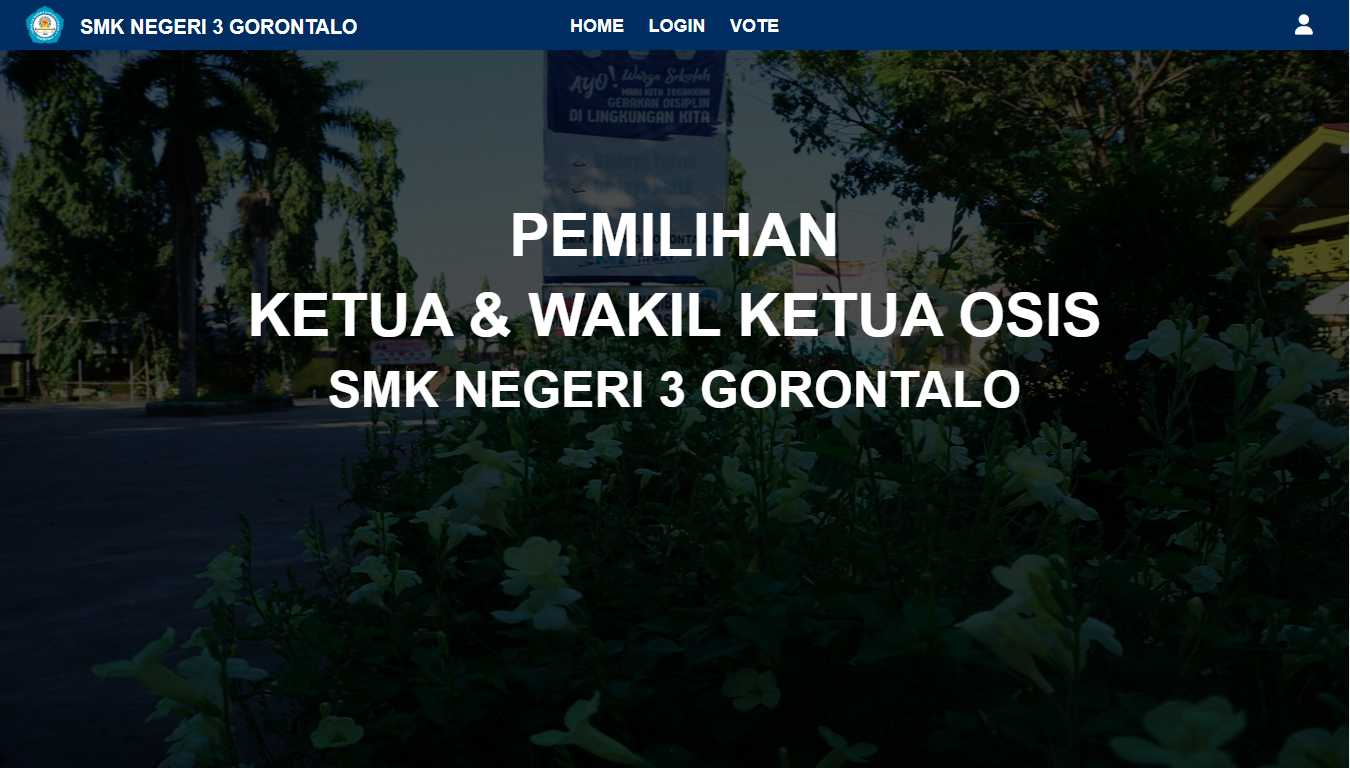 SMK NEGERI 3 GORONTALO
HOME LOGIN VOTE
AYO! Warga Sekolah
MARI KITA TEGAKKAN
GERAKAN DISIPLIN
DI LINGKUNGAN KITA
PEMILIHAN
KETUA & WAKIL KETUA OSIS
SMK NEGERI 3 GORONTALO